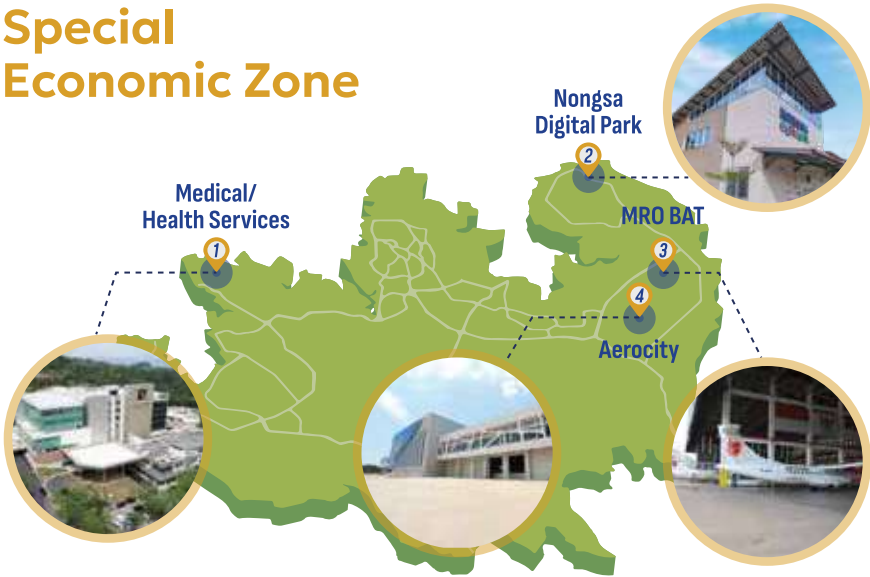 Special
Economic Zone
Nongsa
Digital Park
2
Medical/
Health Services
1
MRO BAT
3
4
Aerocity